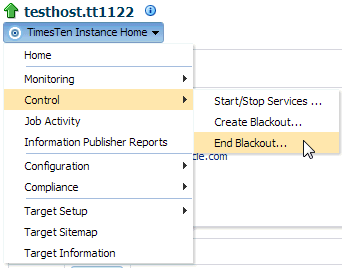 testhost.tt1122
TimesTen Instance Home
Home
Monitoring
Control
Start/Stop Services ...
Create Blackout...
End Blackout...
Job Activity
Information Publisher Reports
cle.com
Configuration
Compliance
Target Setup
Target Sitemap
Target Information